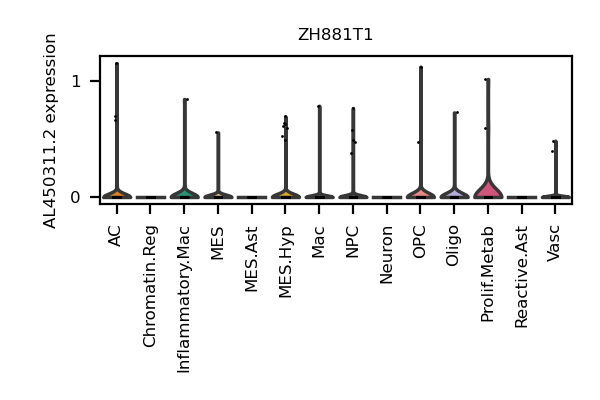 ZH881T1
AL450311.2 expression
1
0
AC
Chromatin.Reg
Inflammatory.Mac
MES
MES.Ast
MES.Hyp
Mac
NPC
Neuron
OPC
Oligo
Prolif.Metab
Reactive.Ast
Vasc